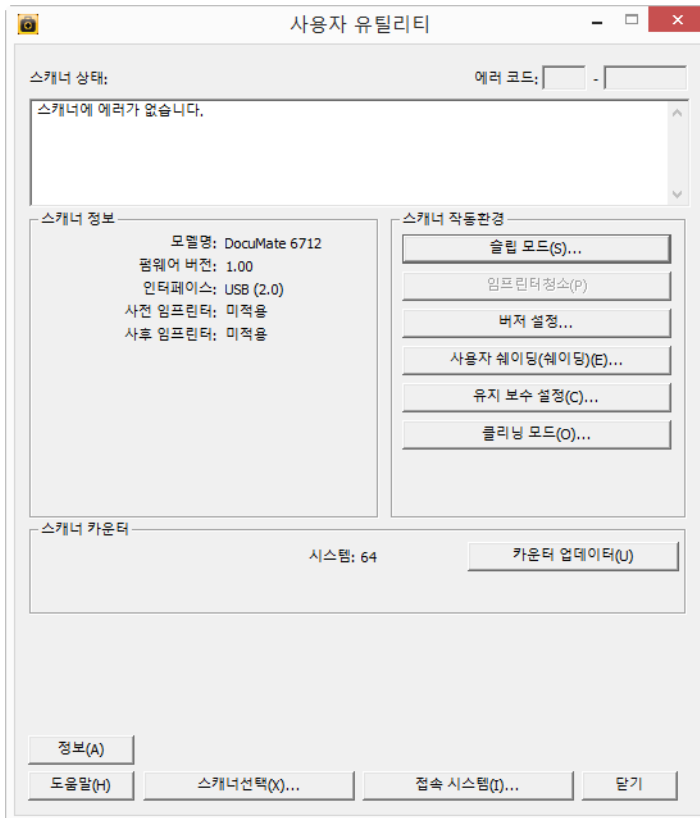 사용자 유틸리티
스캐너 상태:
에러 코드: -
스캐너에 에러가 없습니다.
스캐너 정보
모델명: DocuMate 6712
펌웨어 버전: 1.00
인터페이스: USB (2.0)
사전 임프린터: 미적용
사후 임프린터: 미적용
스캐너 작동환경
슬립 모드(S)...
임프린터청소(P)
버저 설정...
사용자 쉐이딩(쉐이딩)(E)...
유지 보수 설정(C)...
클리닝 모드(O)...
스캐너 카운터
시스템: 64
카운터 업데이터(U)
정보(A)
도움말(H)
스캐너선택(X)...
접속 시스템(I)...
닫기